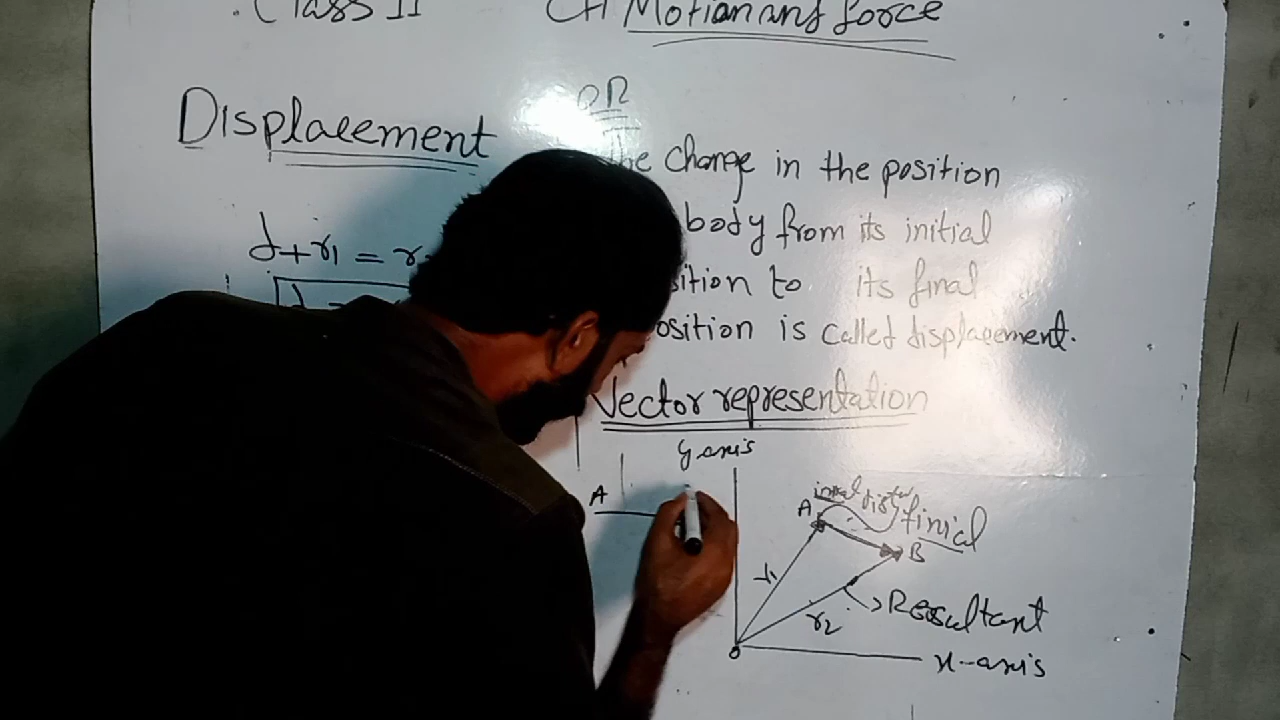 Class 11
CH Motion and force
Displacement
OR
The change in the position
body from its initial
sition to its final
osition is called displacement.
d + r1 = r
Vector representation
y axis
A
A
finial
B
r1
r2
Resultant
O
x-axis